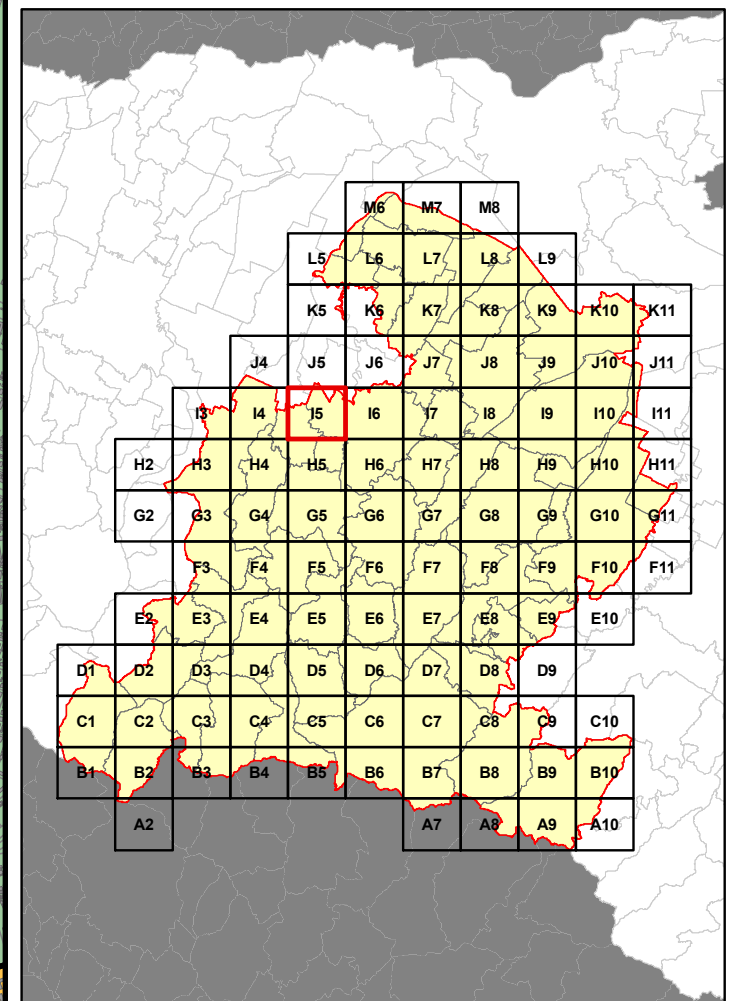 M6 M7 M8
L5 L6 L7 L8 L9
K5 K6 K7 K8 K9 K10 K11
J4 J5 J6 J7 J8 J9 J10 J11
I3 I4 I5 I6 I7 I8 I9 I10 I11
H2 H3 H4 H5 H6 H7 H8 H9 H10 H11
G2 G3 G4 G5 G6 G7 G8 G9 G10 G11
F3 F4 F5 F6 F7 F8 F9 F10 F11
E2 E3 E4 E5 E6 E7 E8 E9 E10
D1 D2 D3 D4 D5 D6 D7 D8 D9
C1 C2 C3 C4 C5 C6 C7 C8 C9 C10
B1 B2 B3 B4 B5 B6 B7 B8 B9 B10
A2 A7 A8 A9 A10